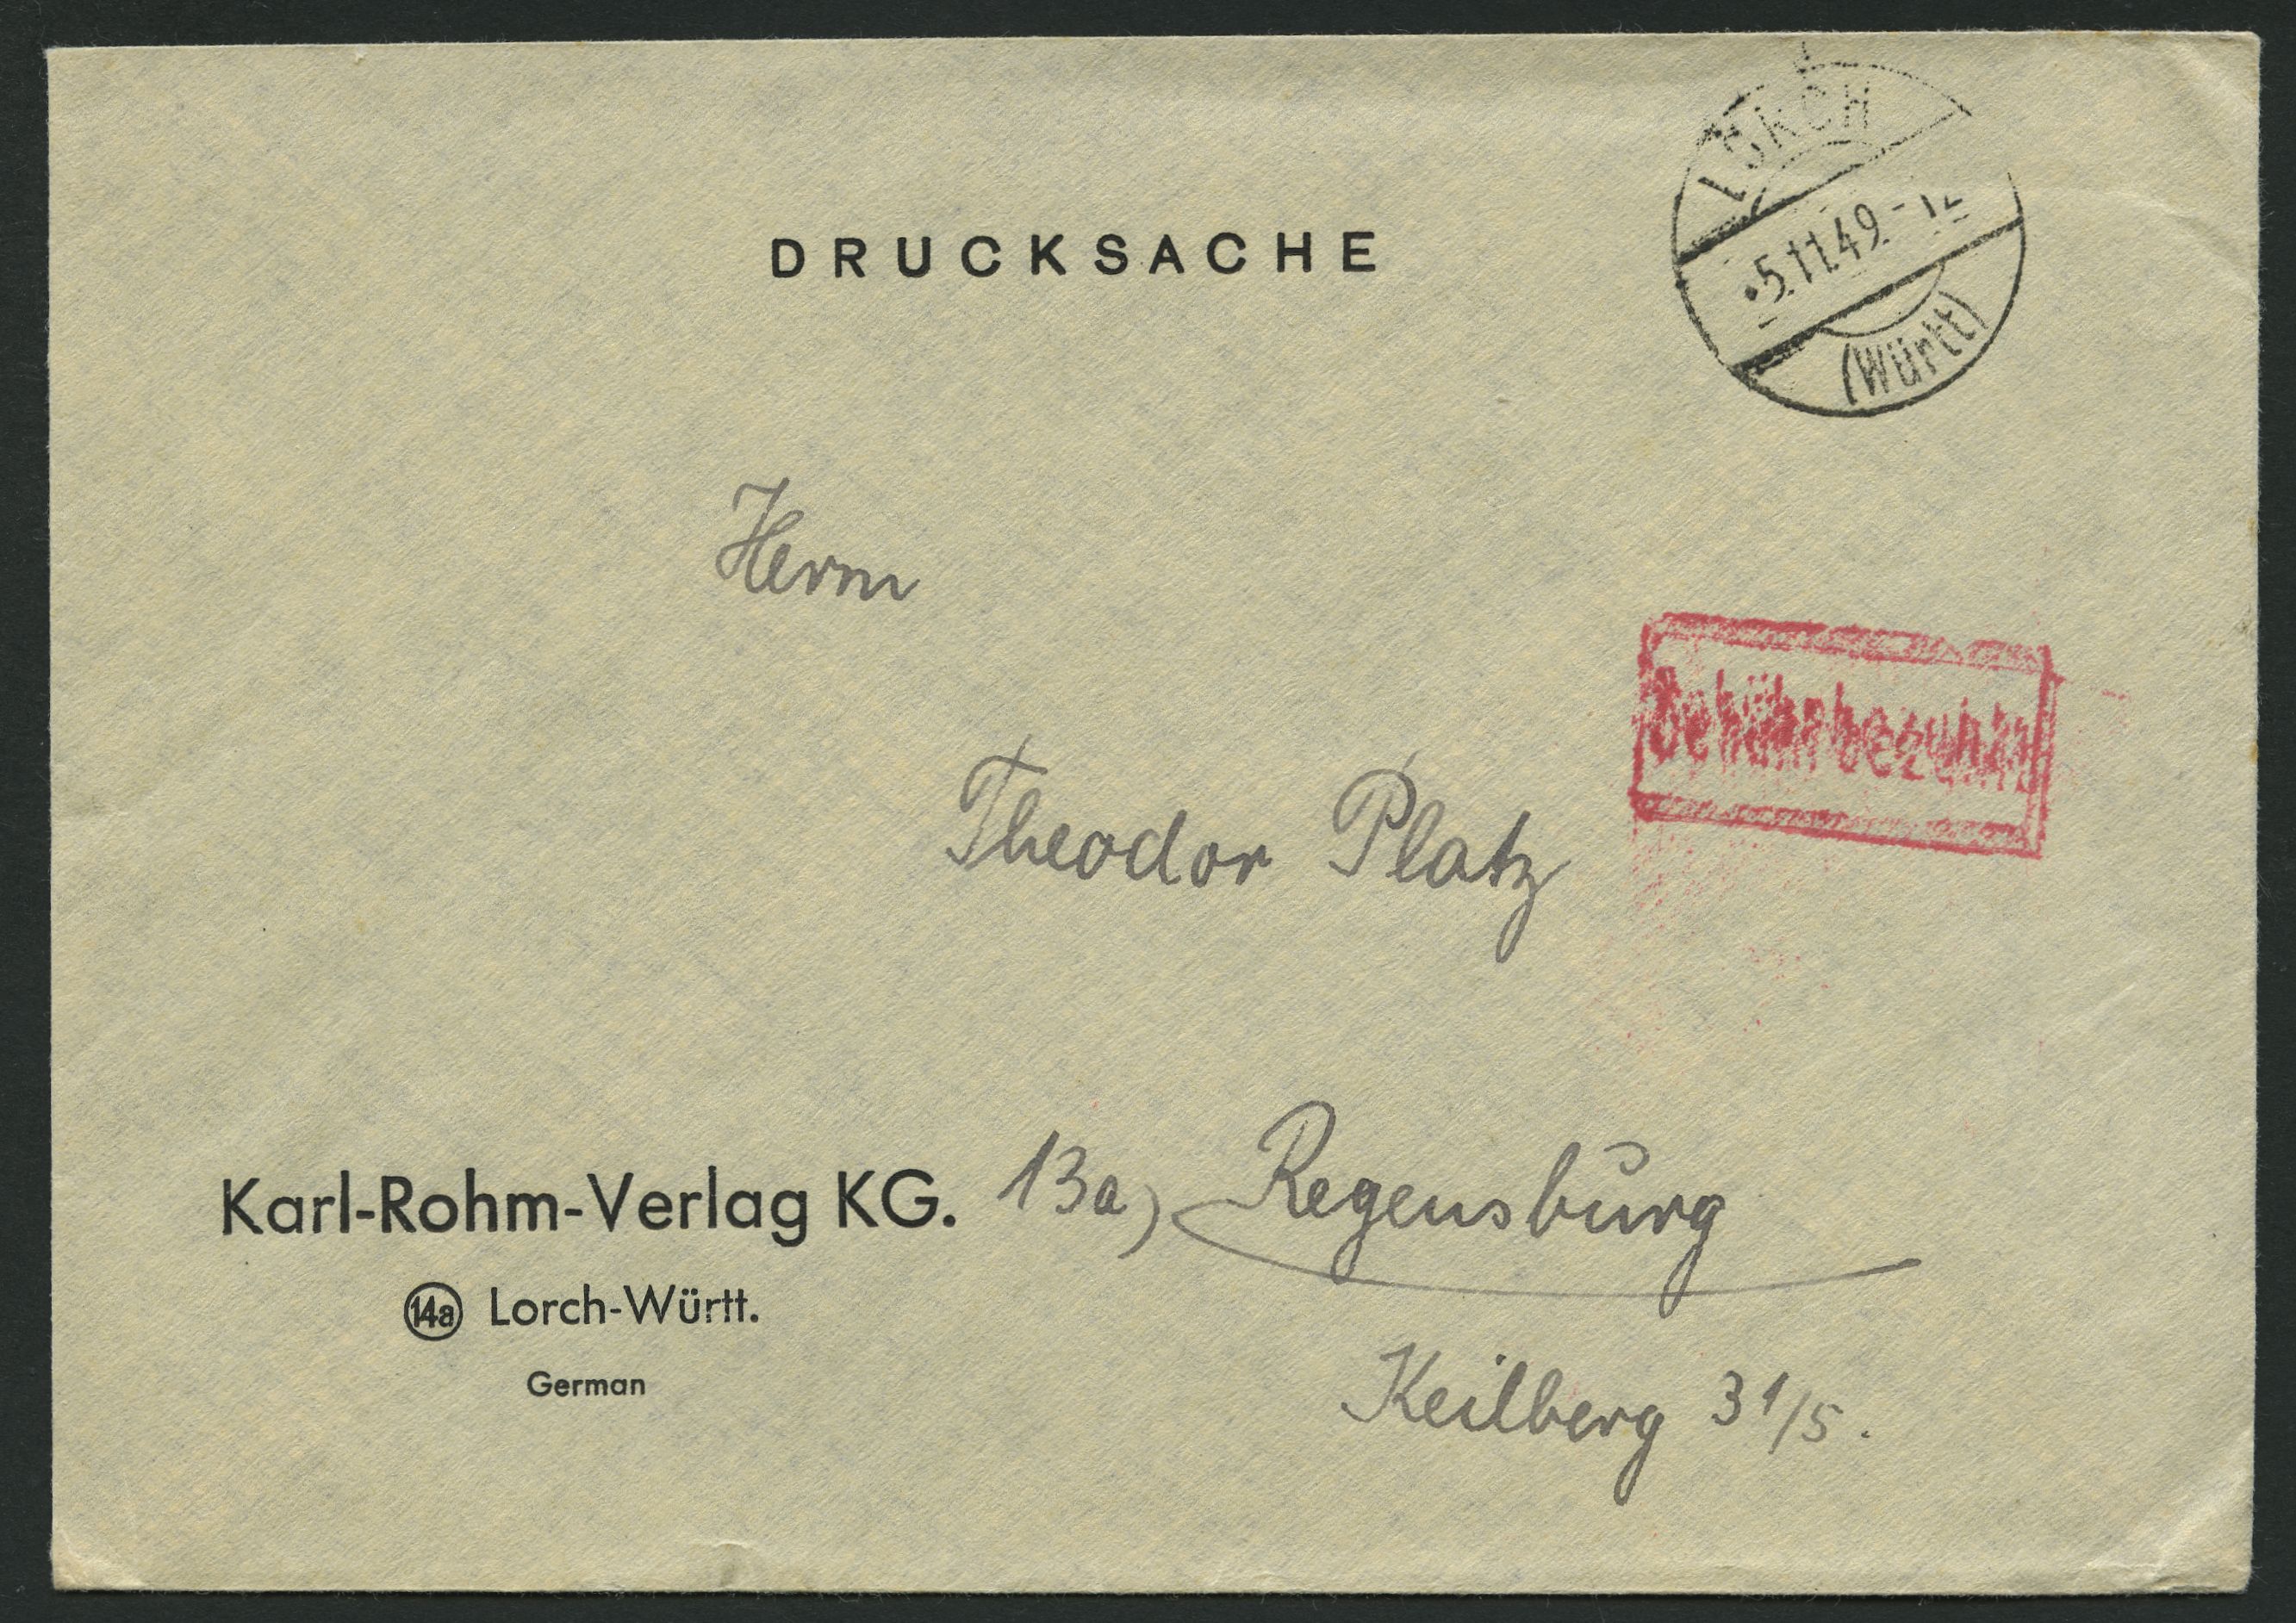 LORCH
5.11.49.-12
(Württ)
DRUCKSACHE
Herrn
Gebühr bezahlt
Theodor Platz
13a) Regensburg
Keilberg 31/5.
Karl-Rohm-Verlag KG.
14a Lorch-Württ.
German